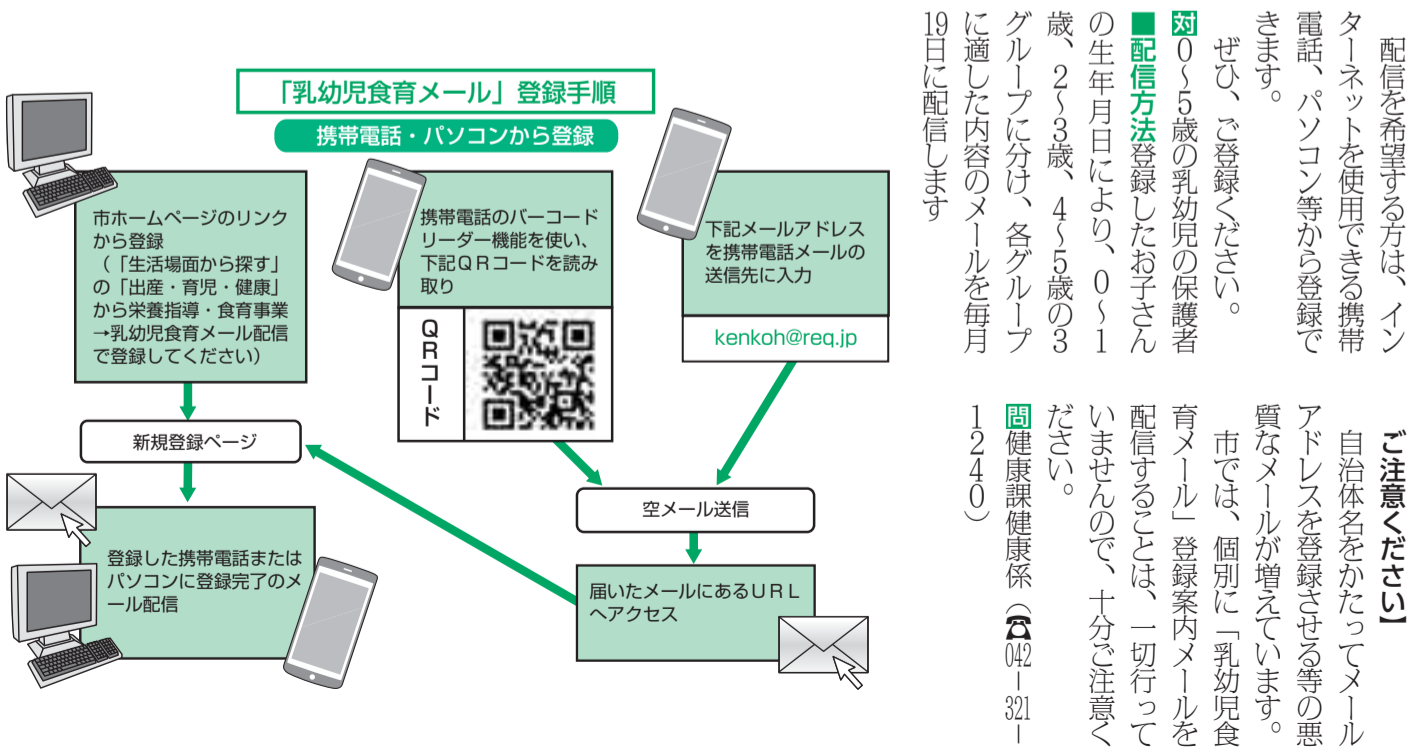 配信を希望する方は、イン
ターネットを使用できる携帯
電話、パソコン等から登録で
きます。
ぜひ、ご登録ください。
対0～5歳の乳幼児の保護者
■配信方法登録したお子さん
の生年月日により、0～1
歳、2～3歳、4～5歳の3
グループに分け、各グループ
に適した内容のメールを毎月
19日に配信します
ご注意ください】
自治体名をかたってメール
アドレスを登録させる等の悪
質なメールが増えています。
市では、個別に「乳幼児食
育メール」登録案内メールを
配信することは、一切行って
いませんので、十分ご注意く
ださい。
問健康課健康係(☎042－321－
1240)
「乳幼児食育メール」登録手順
携帯電話・パソコンから登録
市ホームページのリンク
から登録
(「生活場面から探す」
の「出産・育児・健康」
から栄養指導・食育事業
→乳幼児食育メール配信
で登録してください)
携帯電話のバーコード
リーダー機能を使い、
下記QRコードを読み
取り
QRコード
下記メールアドレス
を携帯電話メールの
送信先に入力
kenkoh@req.jp
新規登録ページ
空メール送信
登録した携帯電話または
パソコンに登録完了のメ
ール配信
届いたメールにあるURL
へアクセス